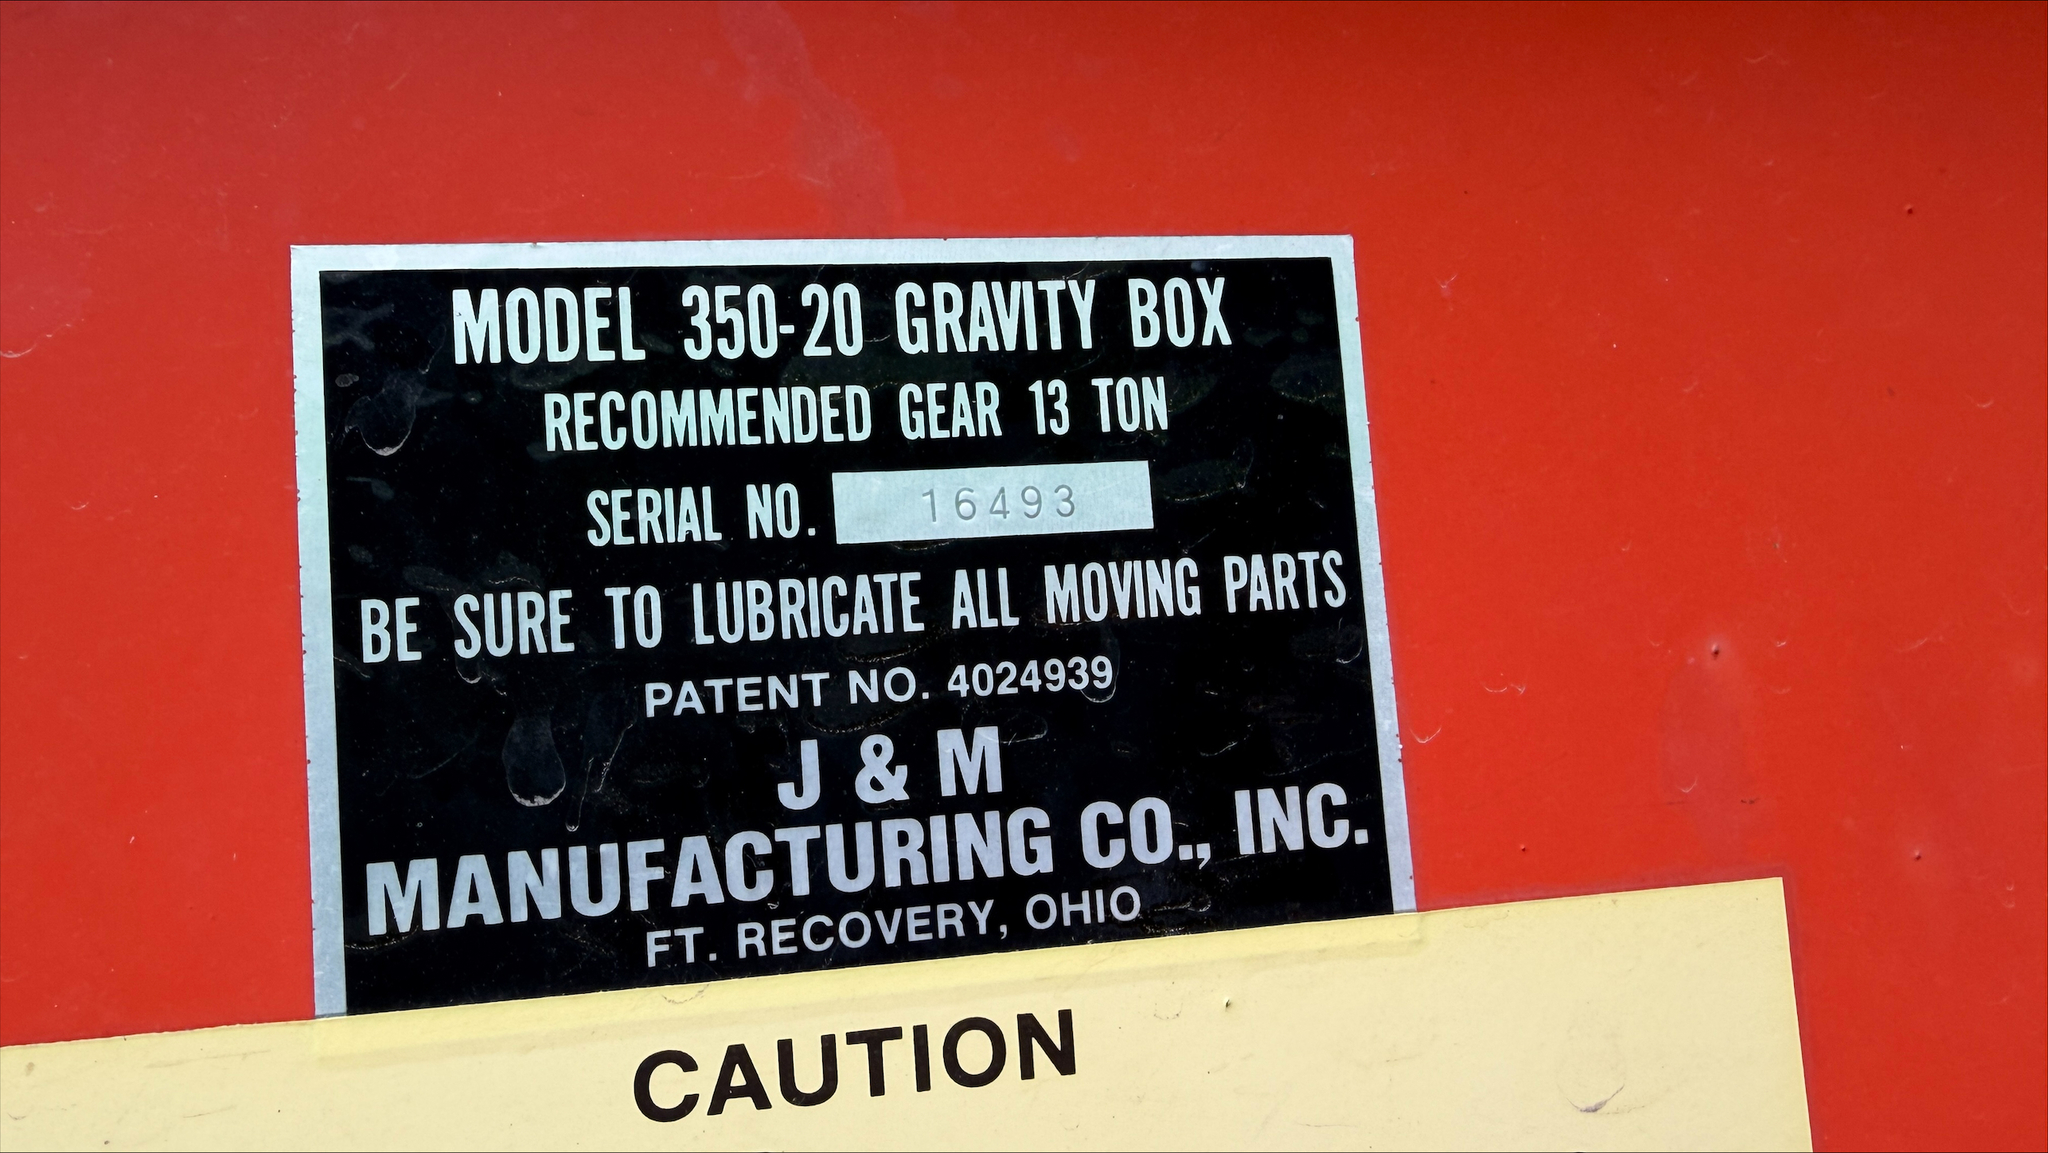 MODEL 350-20 GRAVITY BOX
RECOMMENDED GEAR 13 TON
SERIAL NO. 16493
BE SURE TO LUBRICATE ALL MOVING PARTS
PATENT NO. 4024939
J & M
MANUFACTURING CO., INC.
FT. RECOVERY, OHIO
CAUTION